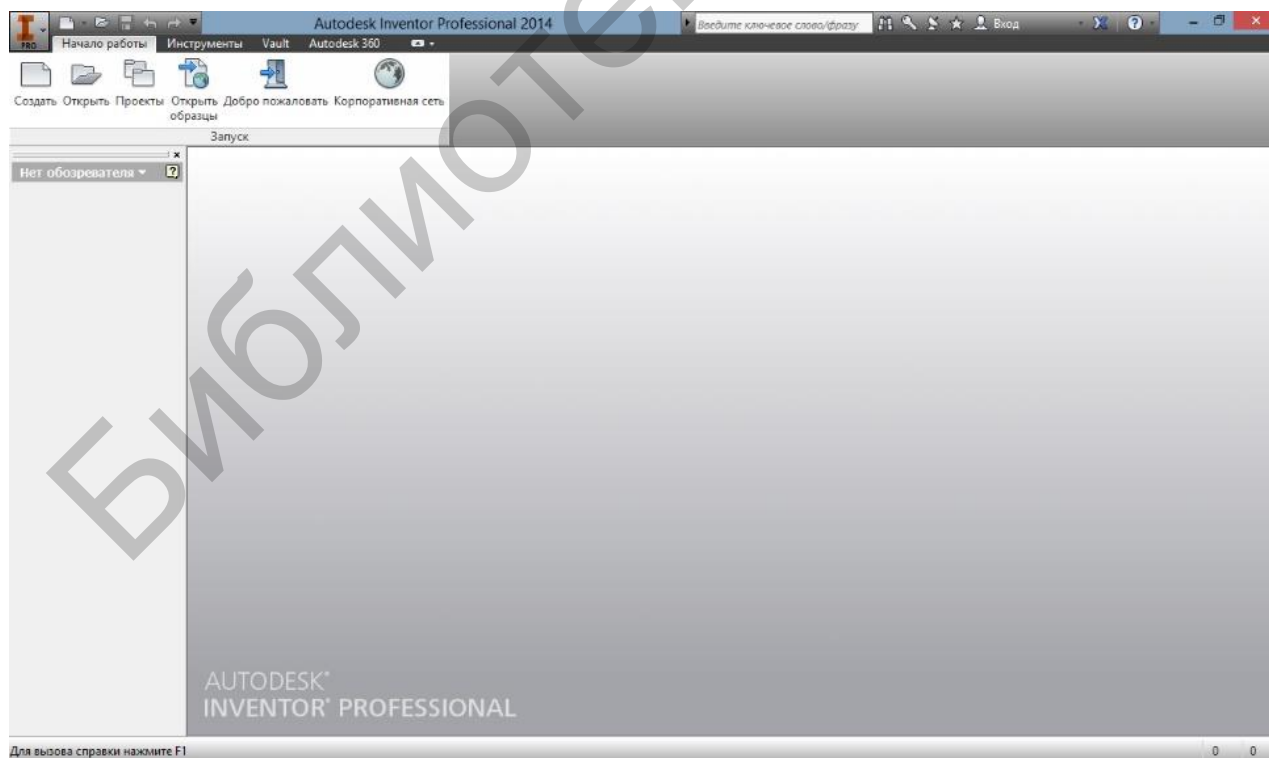 Autodesk Inventor Professional 2014
Введите ключевое слово/фразу
Вход
PRO
Начало работы
Инструменты
Vault
Autodesk 360
Создать
Открыть
Проекты
Открыть образцы
Добро пожаловать
Корпоративная сеть
Запуск
Нет обозревателя
AUTODESK®
INVENTOR® PROFESSIONAL
Для вызова справки нажмите F1
0 0